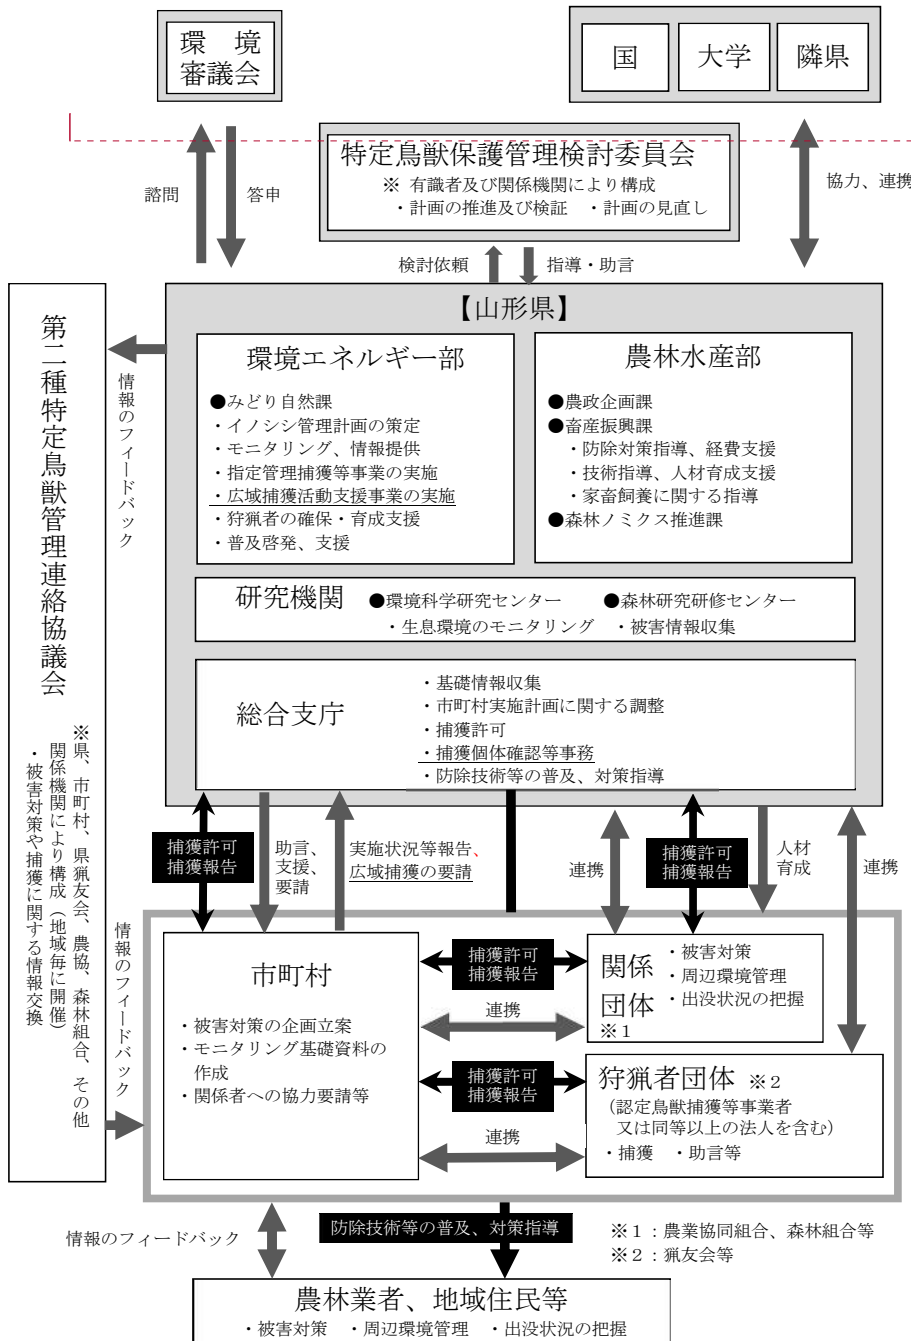 環　境
審議会
国
大学
隣県
特定鳥獣保護管理検討委員会
※ 有識者及び関係機関により構成
・計画の推進及び検証　・計画の見直し
諮問
答申
協力、連携
検討依頼
指導・助言
第二種特定鳥獣管理連絡協議会
※県、市町村、県猟友会、農協、森林組合、その他
関係機関により構成（地域毎に開催）
・被害対策や捕獲に関する情報交換
情報のフィードバック
【山形県】
環境エネルギー部
●みどり自然課
・イノシシ管理計画の策定
・モニタリング、情報提供
・指定管理捕獲等事業の実施
・広域捕獲活動支援事業の実施
・狩猟者の確保・育成支援
・普及啓発、支援
農林水産部
●農政企画課
●畜産振興課
・防除対策指導、経費支援
・技術指導、人材育成支援
・家畜飼養に関する指導
●森林ノミクス推進課
研究機関
●環境科学研究センター　●森林研究研修センター
・生息環境のモニタリング　・被害情報収集
総合支庁
・基礎情報収集
・市町村実施計画に関する調整
・捕獲許可
・捕獲個体確認等事務
・防除技術等の普及、対策指導
捕獲許可
捕獲報告
助言、
支援、
要請
実施状況等報告、
広域捕獲の要請
連携
捕獲許可
捕獲報告
人材
育成
連携
情報のフィードバック
市町村
・被害対策の企画立案
・モニタリング基礎資料の
作成
・関係者への協力要請等
捕獲許可
捕獲報告
連携
捕獲許可
捕獲報告
連携
関係
団体
※1
・被害対策
・周辺環境管理
・出没状況の把握
狩猟者団体 ※2
（認定鳥獣捕獲等事業者
又は同等以上の法人を含む）
・捕獲　・助言等
情報のフィードバック
防除技術等の普及、対策指導
※1：農業協同組合、森林組合等
※2：猟友会等
農林業者、地域住民等
・被害対策　・周辺環境管理　・出没状況の把握